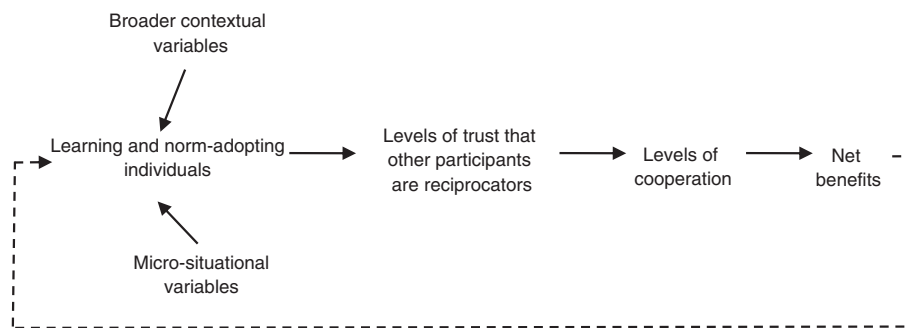 Broader contextual
variables
Learning and norm-adopting
individuals
Levels of trust that
other participants
are reciprocators
Levels of
cooperation
Net
benefits
Micro-situational
variables